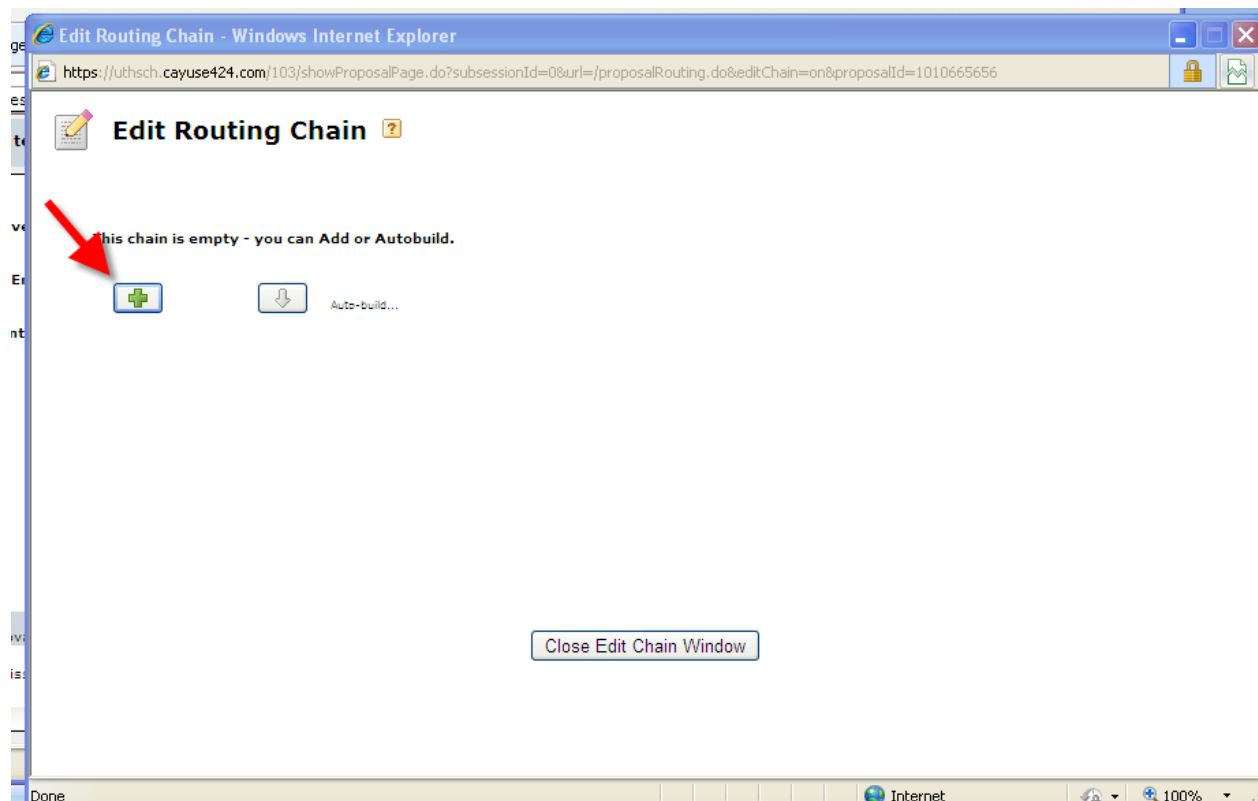 Edit Routing Chain - Windows Internet Explorer
https://uthsch.cayuse424.com/103/showProposalPage.do?subsessionId=0&url=/proposalRouting.do&editChain=on&proposalId=1010665656
Edit Routing Chain ?
This chain is empty - you can Add or Autobuild.
Auto-build...
Close Edit Chain Window
Done
Internet
100%